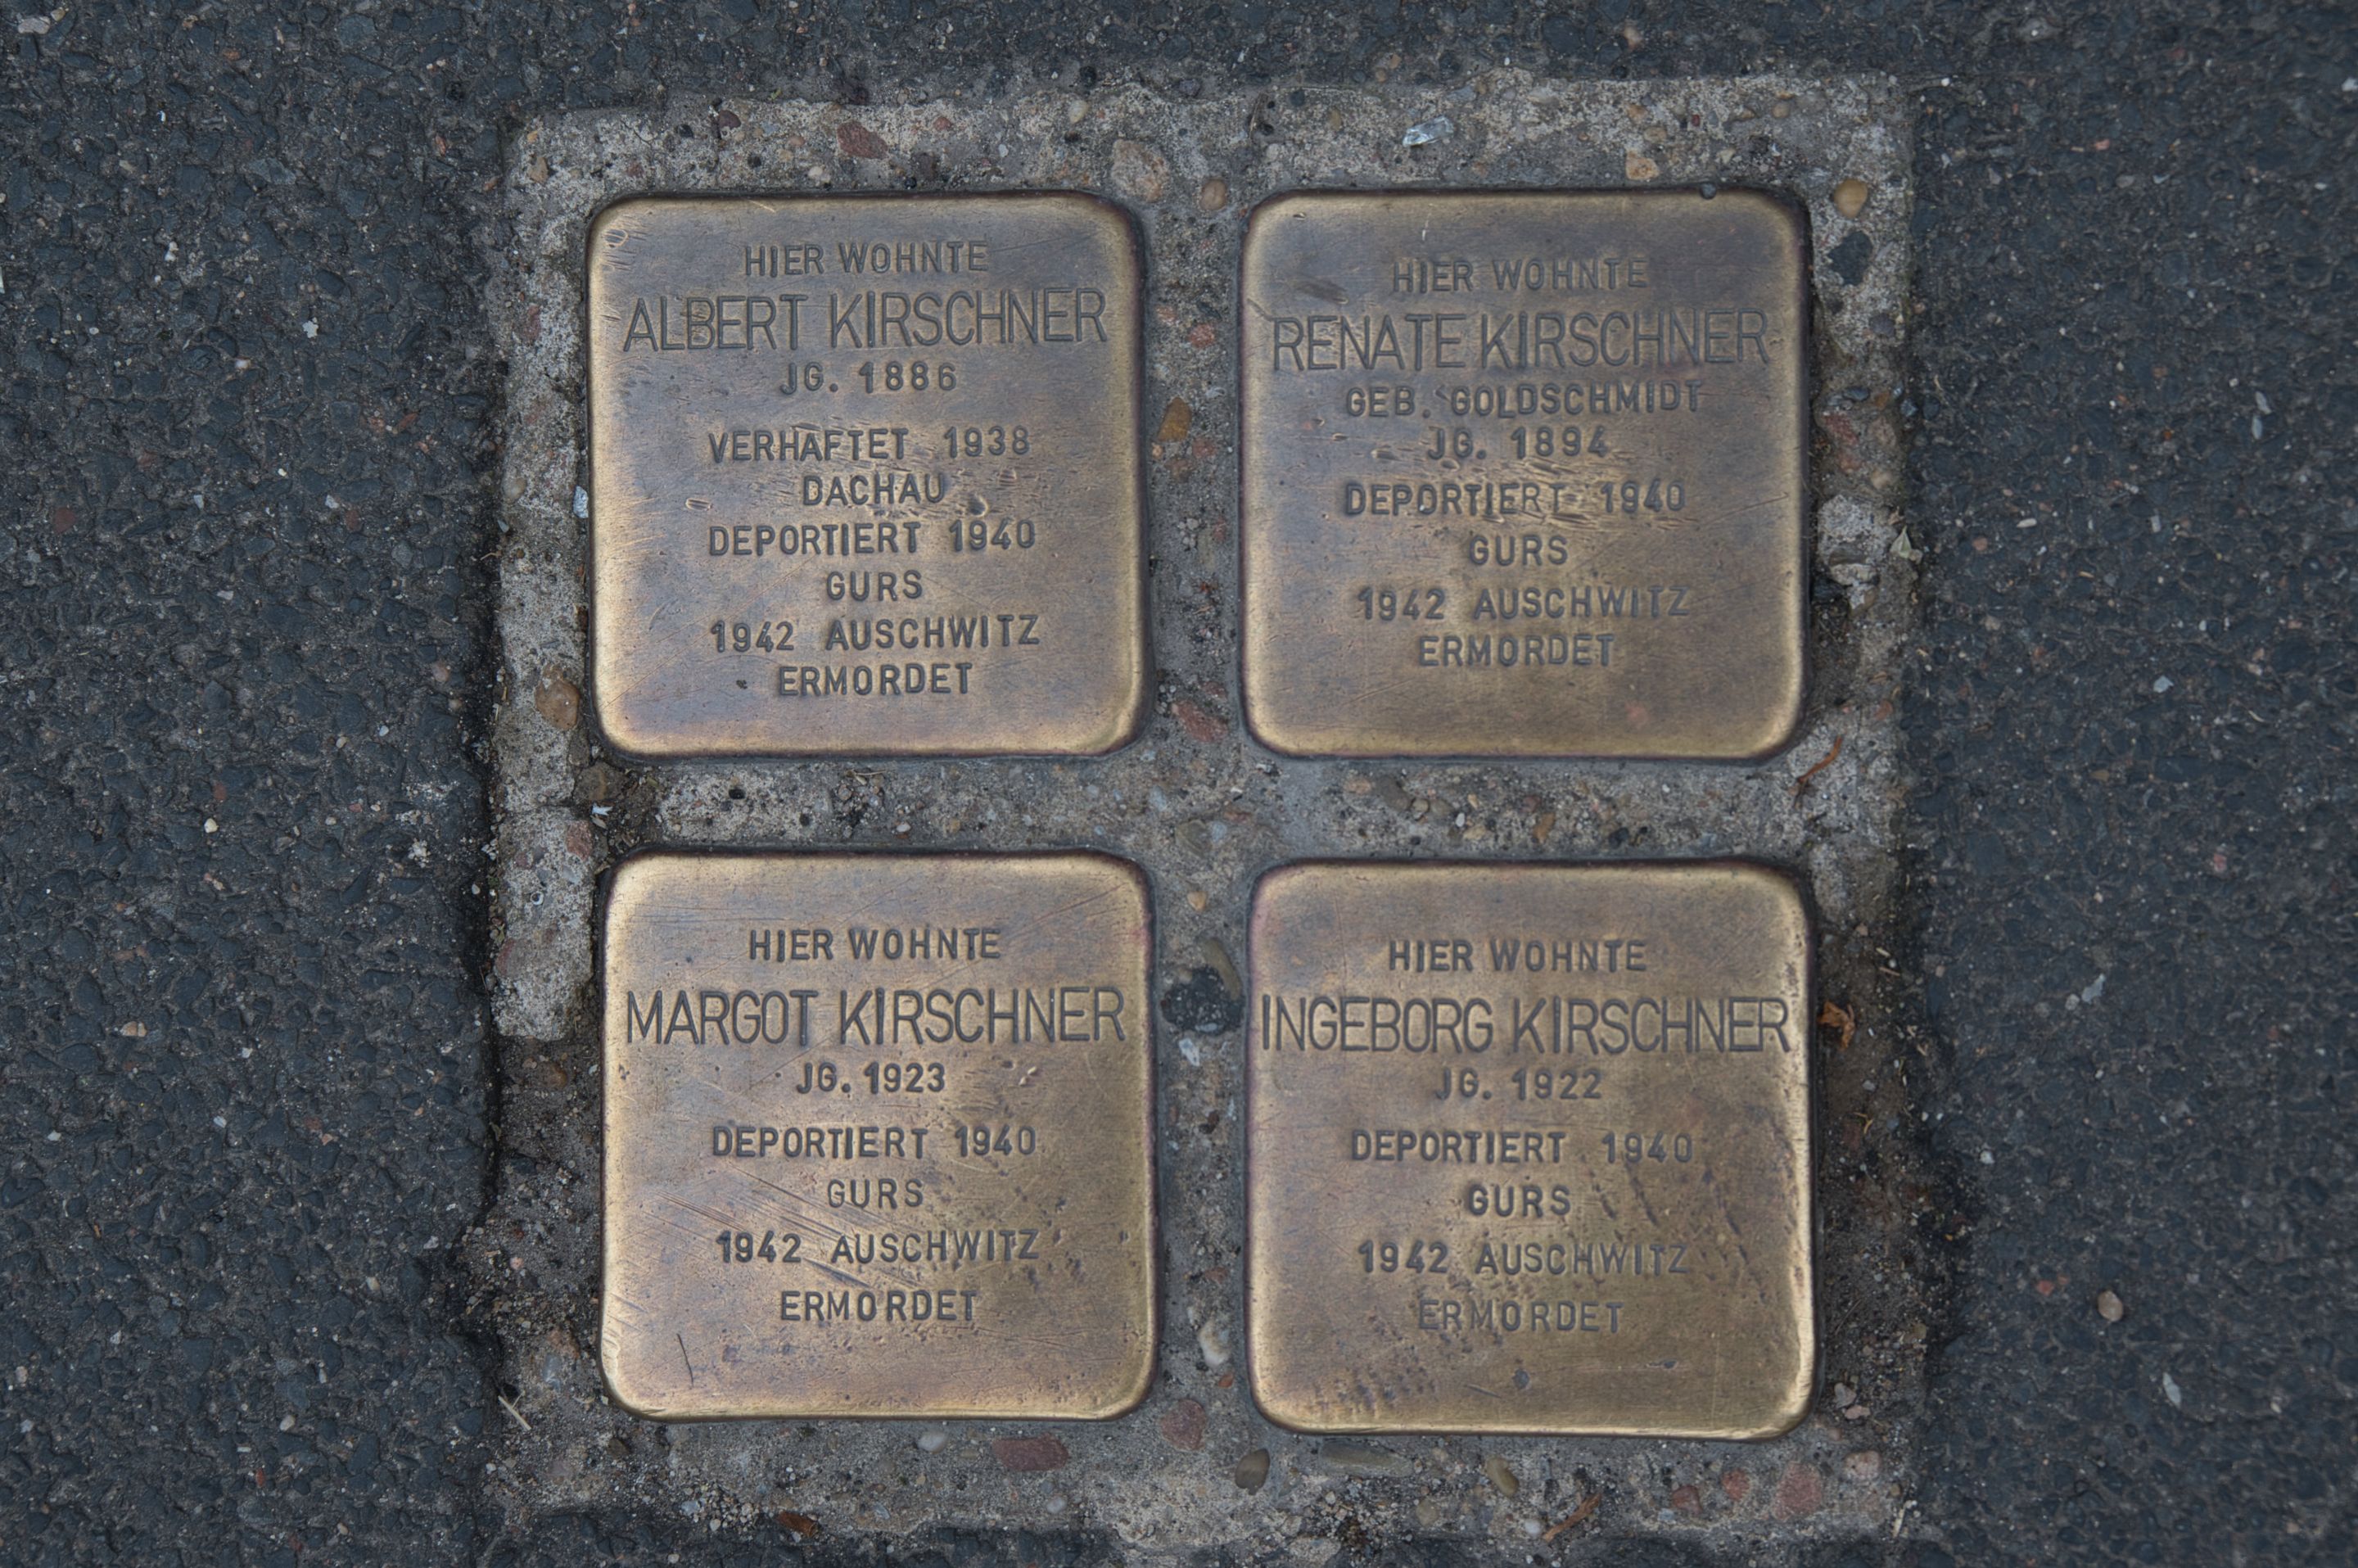 HIER WOHNTE
ALBERT KIRSCHNER
JG. 1886
VERHAFTET 1938
DACHAU
DEPORTIERT 1940
GURS
1942 AUSCHWITZ
ERMORDET
HIER WOHNTE
RENATE KIRSCHNER
GEB. GOLDSCHMIDT
JG. 1894
DEPORTIERT 1940
GURS
1942 AUSCHWITZ
ERMORDET
HIER WOHNTE
MARGOT KIRSCHNER
JG. 1923
DEPORTIERT 1940
GURS
1942 AUSCHWITZ
ERMORDET
HIER WOHNTE
INGEBORG KIRSCHNER
JG. 1922
DEPORTIERT 1940
GURS
1942 AUSCHWITZ
ERMORDET